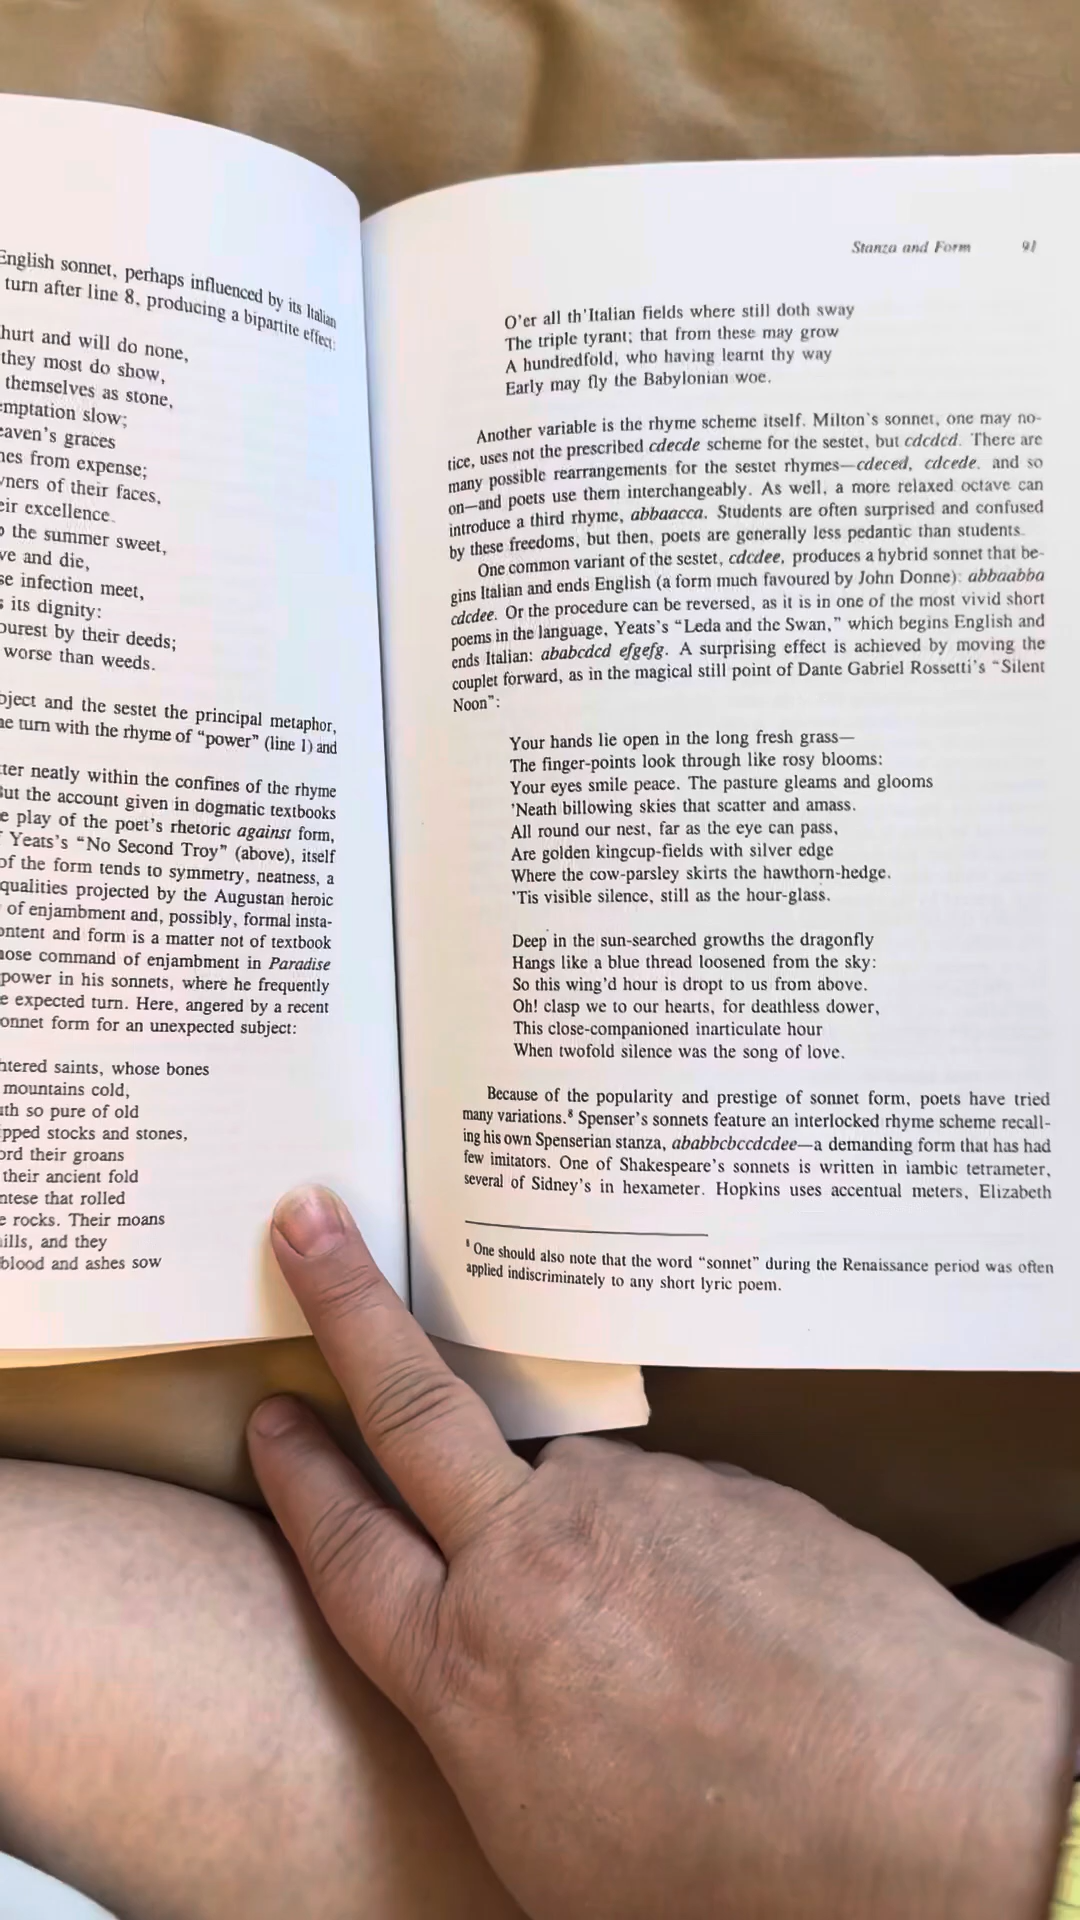 English sonnet, perhaps influenced by its Italian
turn after line 8, producing a bipartite effect:
hurt and will do none,
they most do show,
themselves as stone,
emptation slow;
eaven's graces
hes from expense;
wners of their faces,
eir excellence.
o the summer sweet,
ve and die,
se infection meet,
s its dignity:
ourest by their deeds;
worse than weeds.
bject and the sestet the principal metaphor,
he turn with the rhyme of "power" (line 1) and
tter neatly within the confines of the rhyme
But the account given in dogmatic textbooks
e play of the poet's rhetoric against form,
Yeats's "No Second Troy" (above), itself
of the form tends to symmetry, neatness, a
qualities projected by the Augustan heroic
of enjambment and, possibly, formal insta-
ontent and form is a matter not of textbook
hose command of enjambment in Paradise
power in his sonnets, where he frequently
e expected turn. Here, angered by a recent
onnet form for an unexpected subject:
htered saints, whose bones
mountains cold,
uth so pure of old
ipped stocks and stones,
ord their groans
their ancient fold
ntese that rolled
e rocks. Their moans
ills, and they
blood and ashes sow
Stanza and Form 91
O'er all th'Italian fields where still doth sway
The triple tyrant; that from these may grow
A hundredfold, who having learnt thy way
Early may fly the Babylonian woe.
Another variable is the rhyme scheme itself. Milton's sonnet, one may no-
tice, uses not the prescribed cdecde scheme for the sestet, but cdcdcd. There are
many possible rearrangements for the sestet rhymes—cdeced, cdcede, and so
on—and poets use them interchangeably. As well, a more relaxed octave can
introduce a third rhyme, abbaacca. Students are often surprised and confused
by these freedoms, but then, poets are generally less pedantic than students.
One common variant of the sestet, cdcdee, produces a hybrid sonnet that be-
gins Italian and ends English (a form much favoured by John Donne): abbaabba
cdcdee. Or the procedure can be reversed, as it is in one of the most vivid short
poems in the language, Yeats's "Leda and the Swan," which begins English and
ends Italian: ababcdcd efgefg. A surprising effect is achieved by moving the
couplet forward, as in the magical still point of Dante Gabriel Rossetti's "Silent
Noon":
Your hands lie open in the long fresh grass—
The finger-points look through like rosy blooms:
Your eyes smile peace. The pasture gleams and glooms
'Neath billowing skies that scatter and amass.
All round our nest, far as the eye can pass,
Are golden kingcup-fields with silver edge
Where the cow-parsley skirts the hawthorn-hedge.
'Tis visible silence, still as the hour-glass.
Deep in the sun-searched growths the dragonfly
Hangs like a blue thread loosened from the sky:
So this wing'd hour is dropt to us from above.
Oh! clasp we to our hearts, for deathless dower,
This close-companioned inarticulate hour
When twofold silence was the song of love.
Because of the popularity and prestige of sonnet form, poets have tried
many variations.⁸ Spenser's sonnets feature an interlocked rhyme scheme recall-
ing his own Spenserian stanza, ababbcbccdcdee—a demanding form that has had
few imitators. One of Shakespeare's sonnets is written in iambic tetrameter,
several of Sidney's in hexameter. Hopkins uses accentual meters, Elizabeth
⁸ One should also note that the word "sonnet" during the Renaissance period was often
applied indiscriminately to any short lyric poem.